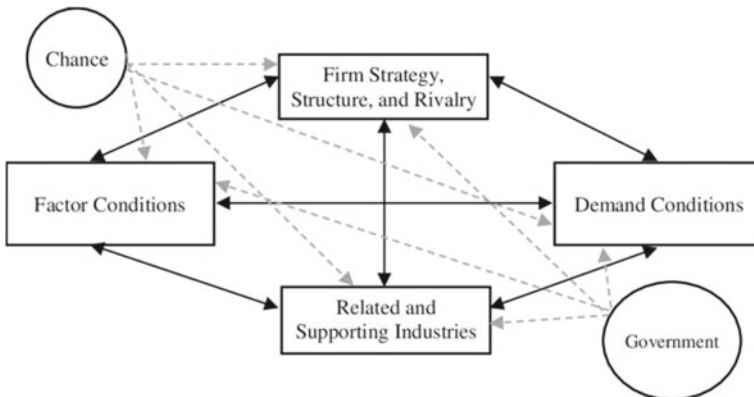 Chance
Firm Strategy,
Structure, and Rivalry
Factor Conditions
Demand Conditions
Related and
Supporting Industries
Government